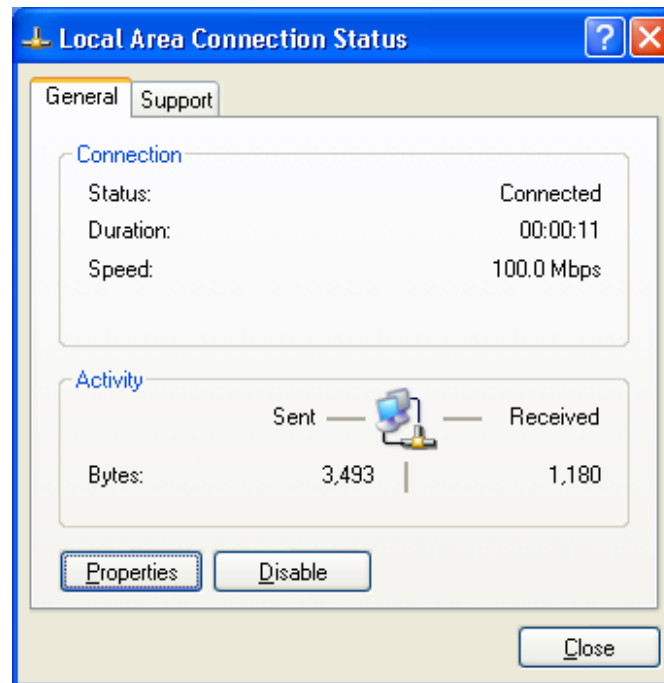 Local Area Connection Status
General Support
Connection
Status: Connected
Duration: 00:00:11
Speed: 100.0 Mbps
Activity
Sent Received
Bytes: 3,493 1,180
Properties Disable
Close